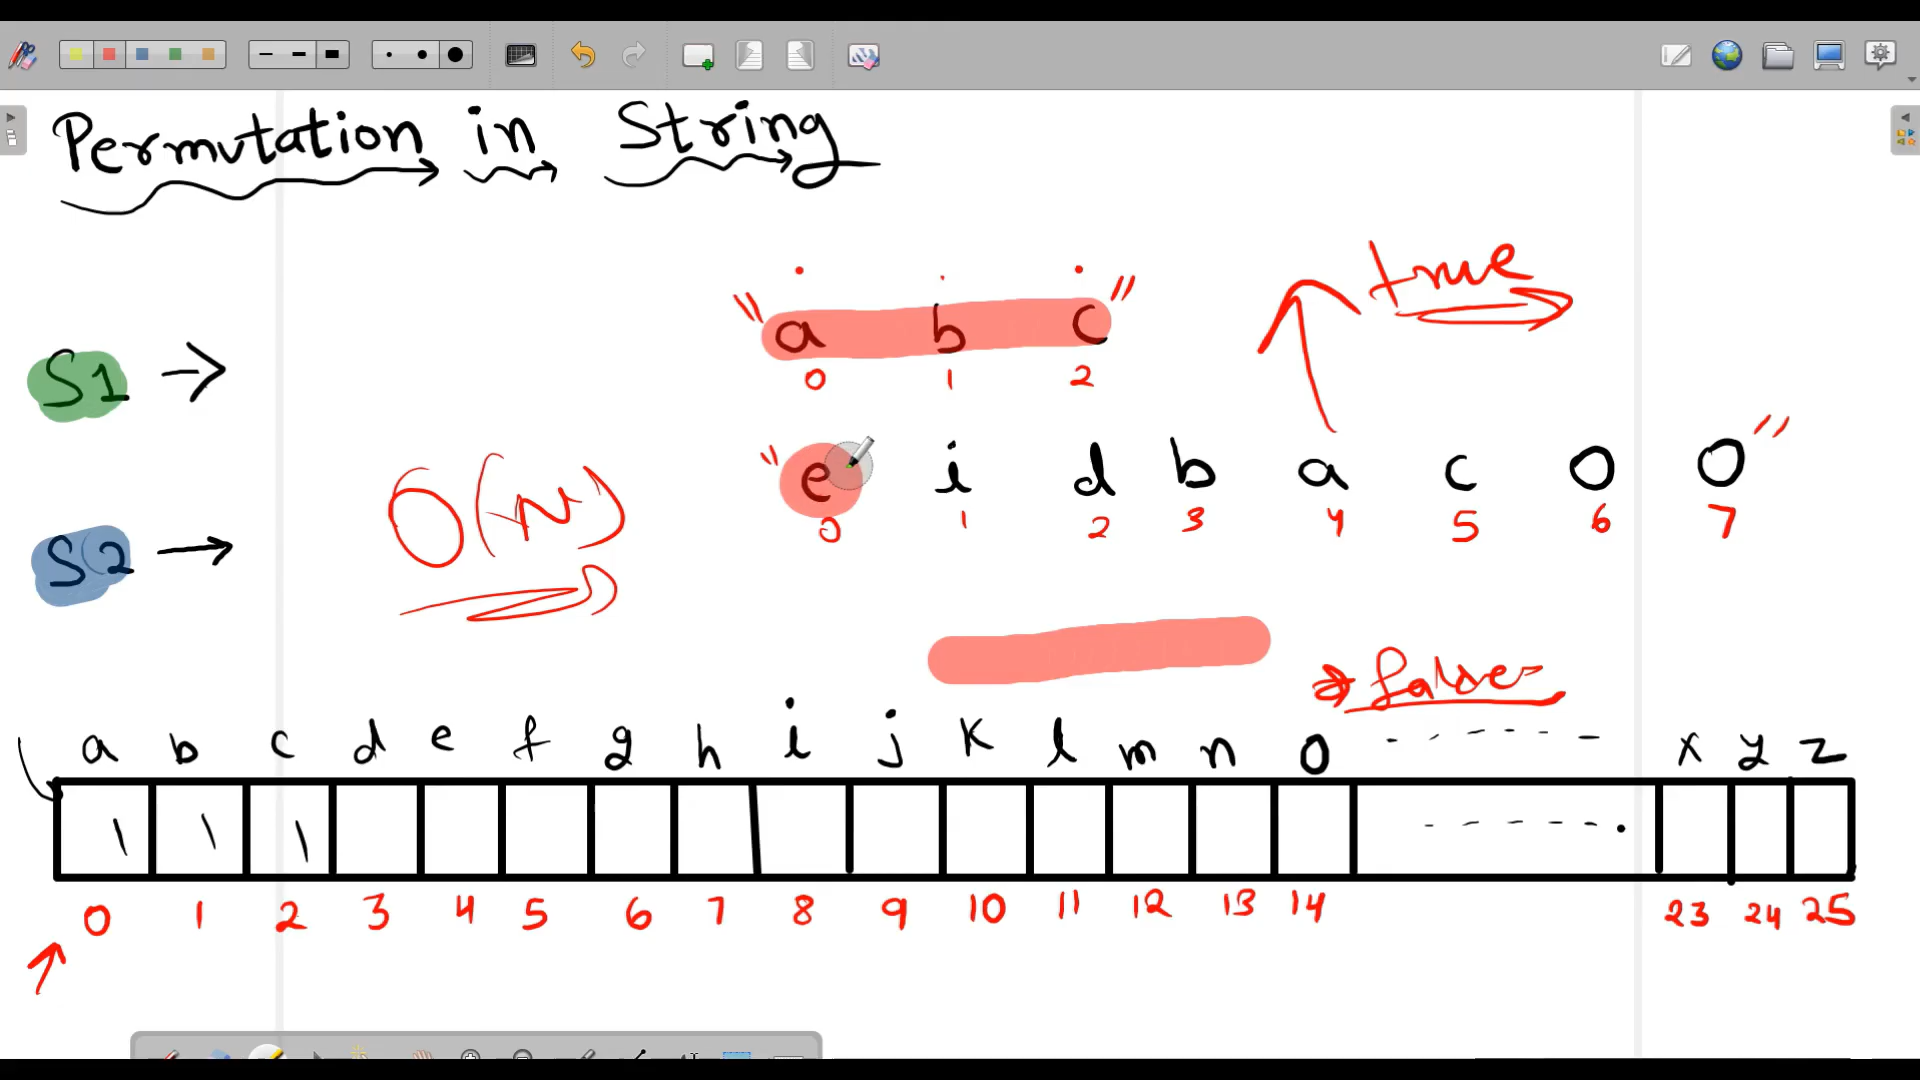 Permutation in String
true
"a b c"
0 1 2
S1 →
"e i d b a c o o"
0 1 2 3 4 5 6 7
O(N)
S2 →
false
a b c d e f g h i j k l m n o ------ x y z
1 1 1 -----.
0 1 2 3 4 5 6 7 8 9 10 11 12 13 14 23 24 25